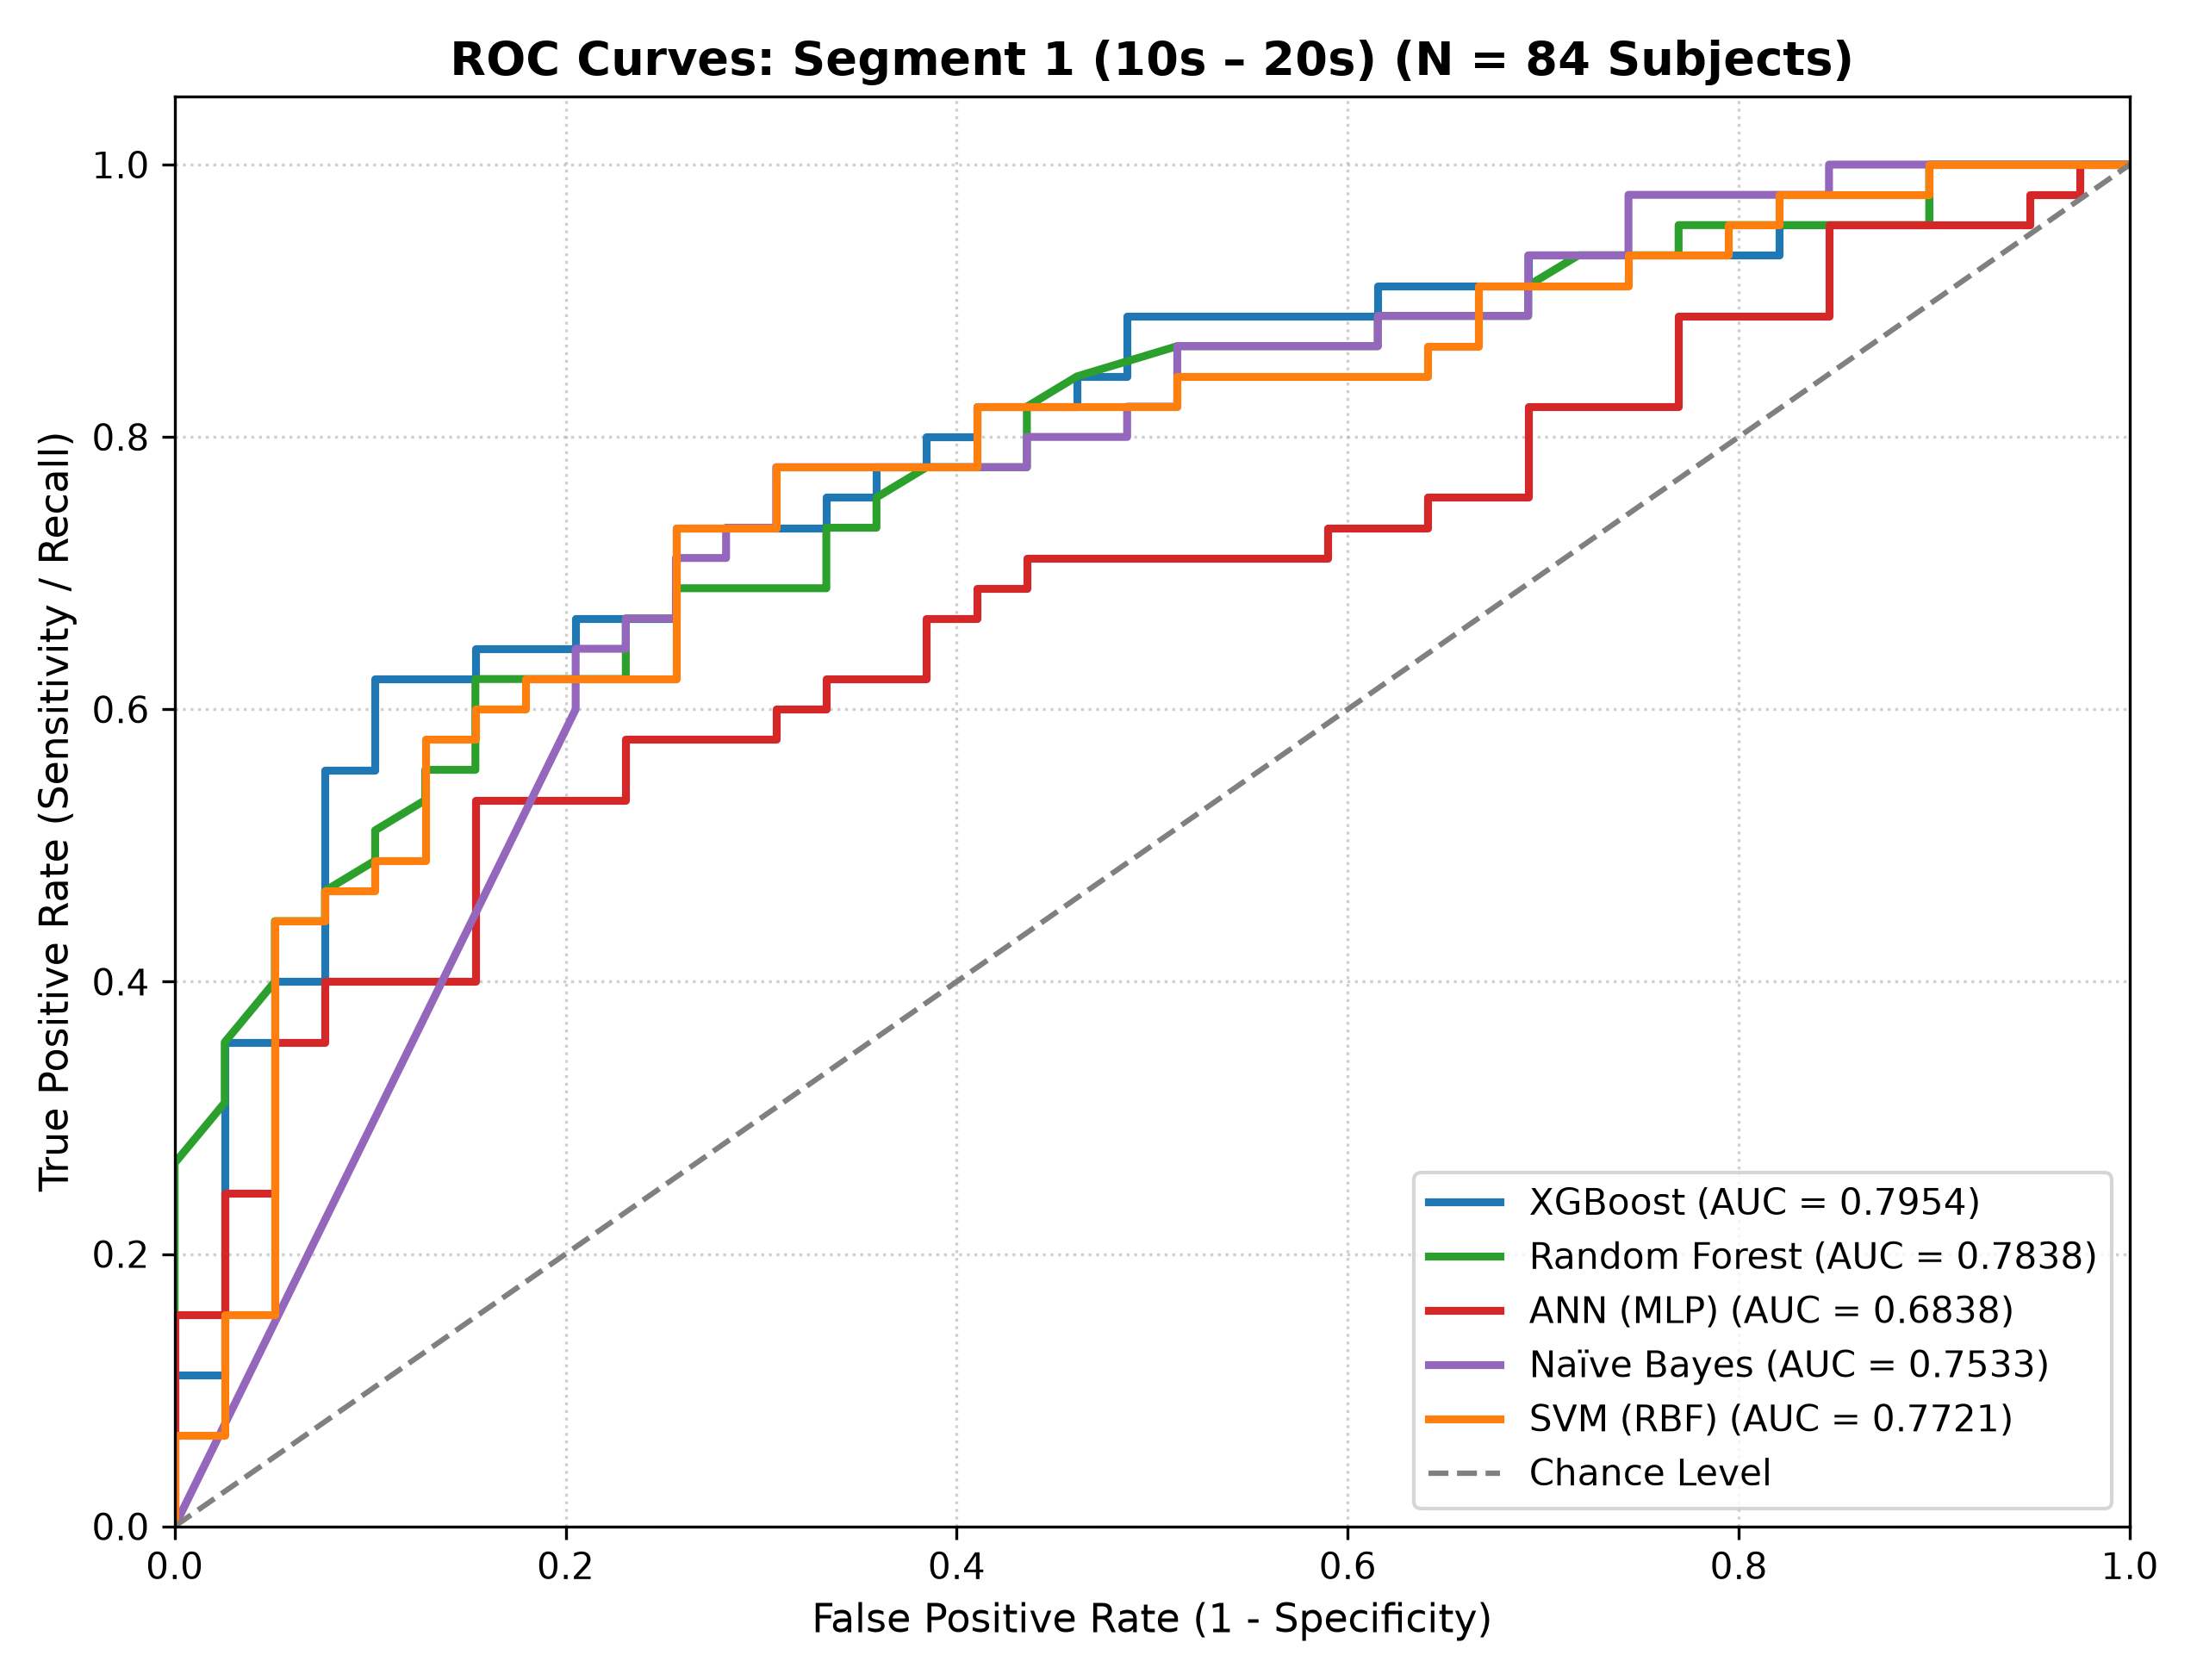 ROC Curves: Segment 1 (10s – 20s) (N = 84 Subjects)
True Positive Rate (Sensitivity / Recall)
1.0
0.8
0.6
0.4
0.2
0.0
XGBoost (AUC = 0.7954)
Random Forest (AUC = 0.7838)
ANN (MLP) (AUC = 0.6838)
Naïve Bayes (AUC = 0.7533)
SVM (RBF) (AUC = 0.7721)
Chance Level
0.0 0.2 0.4 0.6 0.8 1.0
False Positive Rate (1 - Specificity)